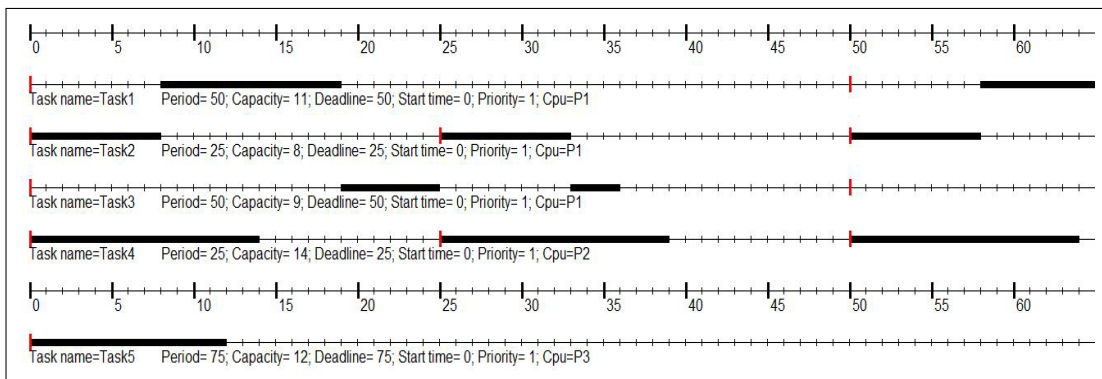 0 5 10 15 20 25 30 35 40 45 50 55 60
Task name=Task1 Period= 50; Capacity= 11; Deadline= 50; Start time= 0; Priority= 1; Cpu=P1
Task name=Task2 Period= 25; Capacity= 8; Deadline= 25; Start time= 0; Priority= 1; Cpu=P1
Task name=Task3 Period= 50; Capacity= 9; Deadline= 50; Start time= 0; Priority= 1; Cpu=P1
Task name=Task4 Period= 25; Capacity= 14; Deadline= 25; Start time= 0; Priority= 1; Cpu=P2
0 5 10 15 20 25 30 35 40 45 50 55 60
Task name=Task5 Period= 75; Capacity= 12; Deadline= 75; Start time= 0; Priority= 1; Cpu=P3